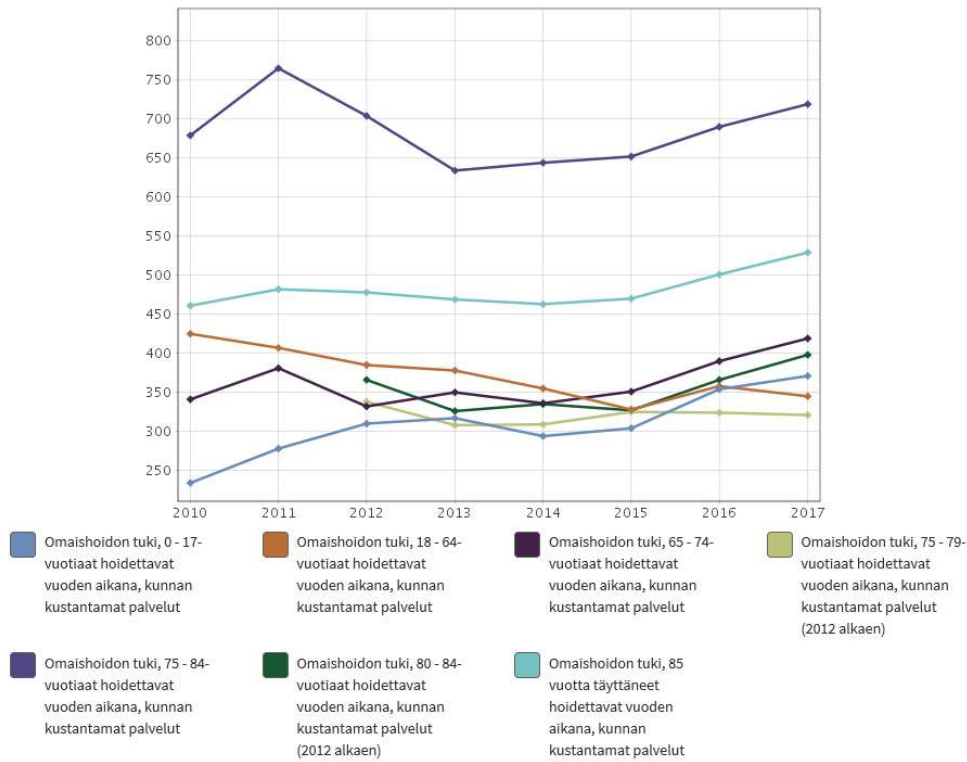 800
750
700
650
600
550
500
450
400
350
300
250
2010 2011 2012 2013 2014 2015 2016 2017
Omaishoidon tuki, 0 - 17-
vuotiaat hoidettavat
vuoden aikana, kunnan
kustantamat palvelut
Omaishoidon tuki, 18 - 64-
vuotiaat hoidettavat
vuoden aikana, kunnan
kustantamat palvelut
Omaishoidon tuki, 65 - 74-
vuotiaat hoidettavat
vuoden aikana, kunnan
kustantamat palvelut
Omaishoidon tuki, 75 - 79-
vuotiaat hoidettavat
vuoden aikana, kunnan
kustantamat palvelut
(2012 alkaen)
Omaishoidon tuki, 75 - 84-
vuotiaat hoidettavat
vuoden aikana, kunnan
kustantamat palvelut
Omaishoidon tuki, 80 - 84-
vuotiaat hoidettavat
vuoden aikana, kunnan
kustantamat palvelut
(2012 alkaen)
Omaishoidon tuki, 85
vuotta täyttäneet
hoidettavat vuoden
aikana, kunnan
kustantamat palvelut